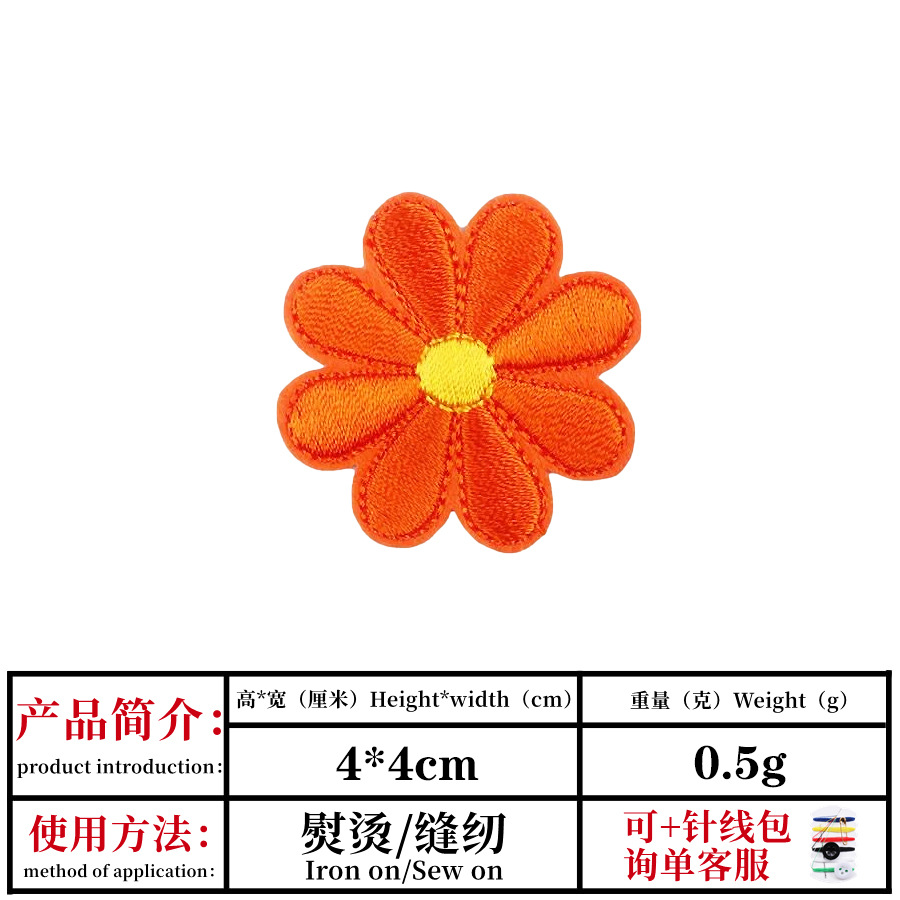 产品简介：
product introduction：
高*宽（厘米）Height*width（cm）
重量（克）Weight（g）
4*4cm
0.5g
使用方法：
method of application：
熨烫/缝纫
Iron on/Sew on
可+针线包
询单客服